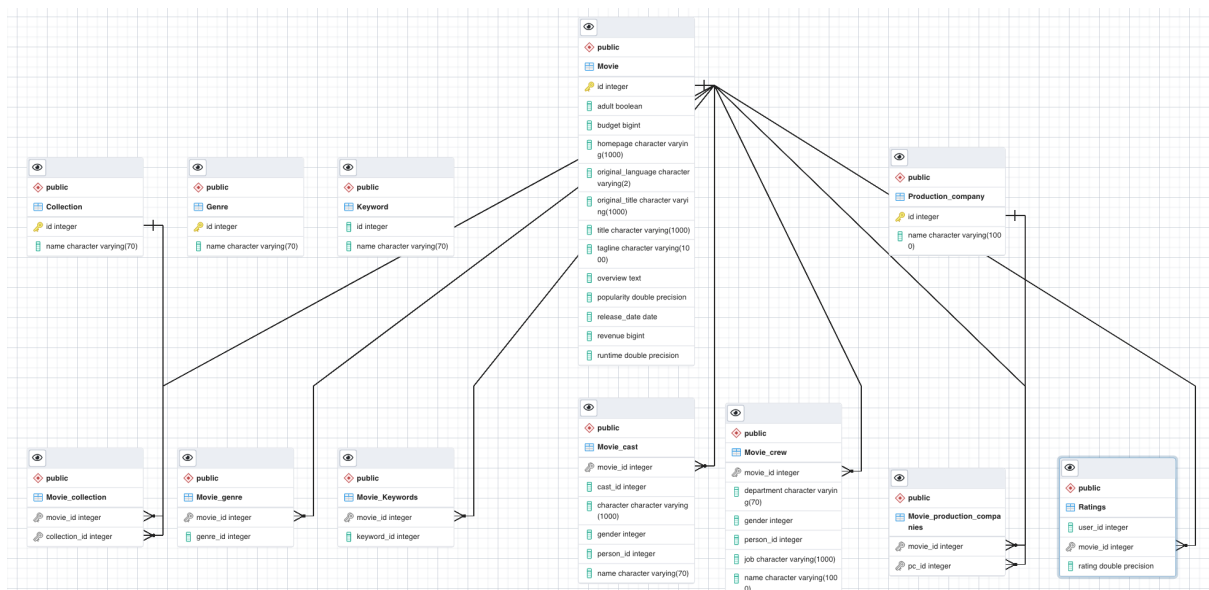 public
Movie
id integer
adult boolean
budget bigint
homepage character varyin
g(1000)
original_language character
varying(2)
original_title character varyi
ng(1000)
title character varying(1000)
tagline character varying(10
00)
overview text
popularity double precision
release_date date
revenue bigint
runtime double precision
public
Collection
id integer
name character varying(70)
public
Genre
id integer
name character varying(70)
public
Keyword
id integer
name character varying(70)
public
Production_company
id integer
name character varying(100
0)
public
Movie_collection
movie_id integer
collection_id integer
public
Movie_genre
movie_id integer
genre_id integer
public
Movie_Keywords
movie_id integer
keyword_id integer
public
Movie_cast
movie_id integer
cast_id integer
character character varying
(1000)
gender integer
person_id integer
name character varying(70)
public
Movie_crew
movie_id integer
department character varyin
g(70)
gender integer
person_id integer
job character varying(1000)
name character varying(100
0)
public
Movie_production_compa
nies
movie_id integer
pc_id integer
public
Ratings
user_id integer
movie_id integer
rating double precision